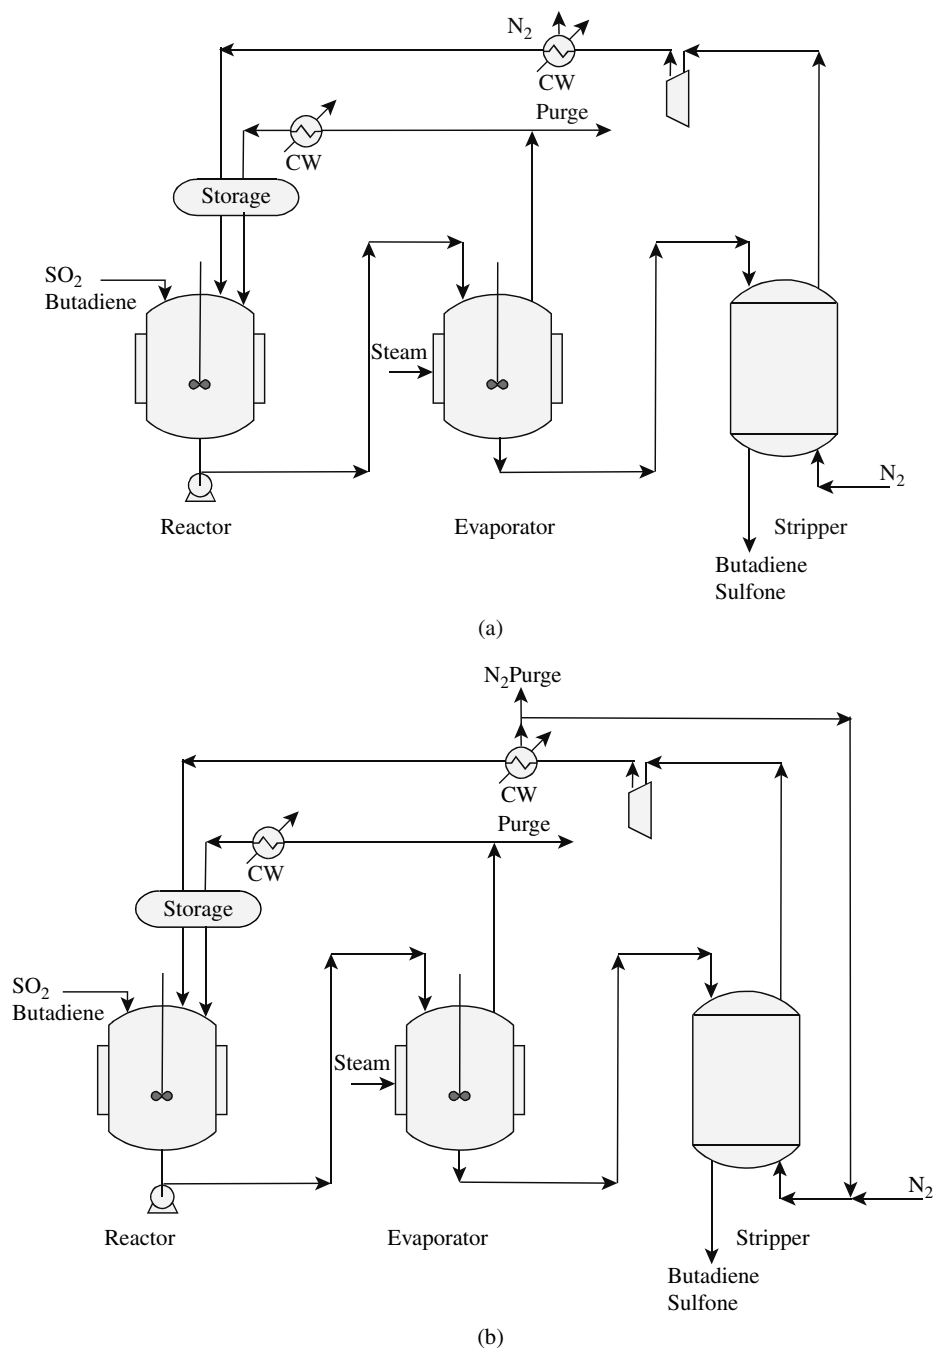 N₂
CW
Purge
CW
Storage
SO₂
Butadiene
Steam
N₂
Reactor
Evaporator
Stripper
Butadiene
Sulfone
(a)
N₂Purge
CW
Purge
CW
Storage
SO₂
Butadiene
Steam
N₂
Reactor
Evaporator
Stripper
Butadiene
Sulfone
(b)